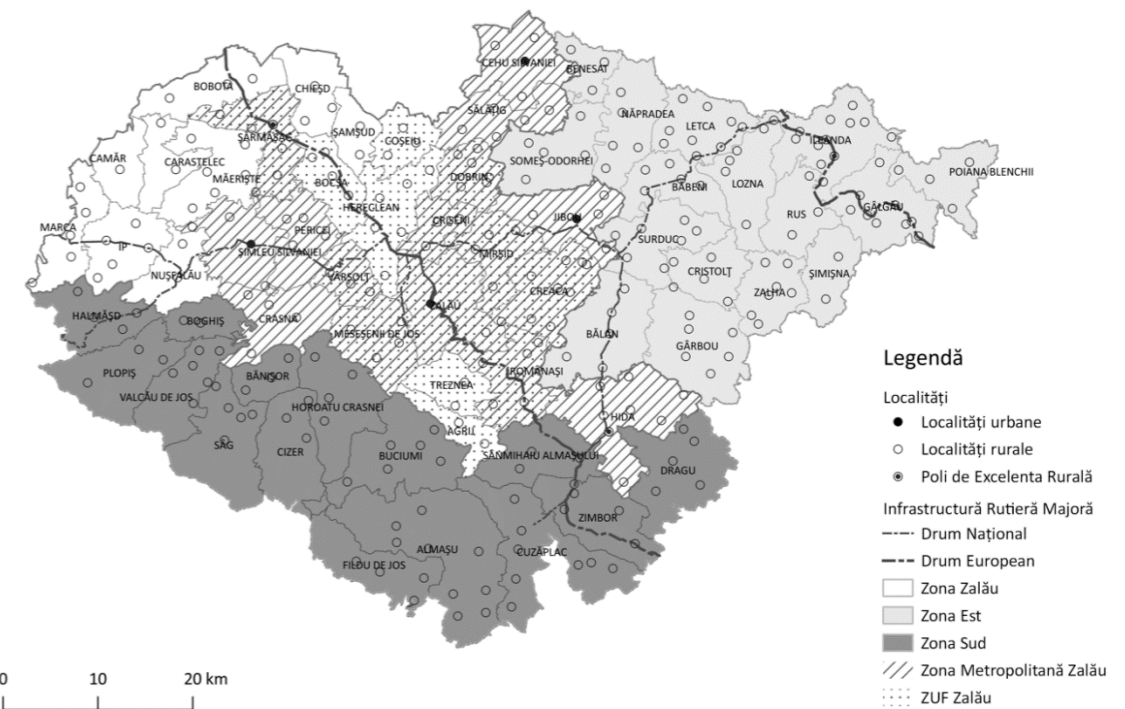 CEHU SILVANIEI
BENESAT
BOBOTA
CHIEȘD
SĂLĂȚIG
NĂPRADEA
LETCA
ILEANDA
ȘĂRMĂȘAG
ȘAMȘUD
COȘEIU
CAMĂR
CARASTELEC
SOMEȘ-ODORHEI
POIANA BLENCHII
MĂERIȘTE
BOCȘA
DOBRIN
BĂBENI
LOZNA
HERECLEAN
CRIȘENI
JIBOU
RUS
GÂLGĂU
MARCA
PERICEI
IP
ȘIMLEU SILVANIEI
MIRȘID
SURDUC
NUȘFALĂU
VÂRȘOLȚ
CREACA
CRISTOLȚ
ȘIMIȘNA
ZALHA
ZALĂU
HALMĂȘD
BOGHIȘ
CRASNA
MESEȘENII DE JOS
BĂLAN
GÂRBOU
PLOPIȘ
BĂNIȘOR
ROMÂNAȘI
TREZNEA
VALCĂU DE JOS
HOROATU CRASNEI
HIDA
AGRIJ
SÂG
CIZER
BUCIUMI
SÂNMIHAIU ALMAȘULUI
DRAGU
ZIMBOR
ALMAȘU
CUZĂPLAC
FILDU DE JOS
Legendă
Localități
Localități urbane
Localități rurale
Poli de Excelenta Rurală
Infrastructură Rutieră Majoră
Drum Național
Drum European
Zona Zalău
Zona Est
Zona Sud
Zona Metropolitană Zalău
ZUF Zalău
0 10 20 km